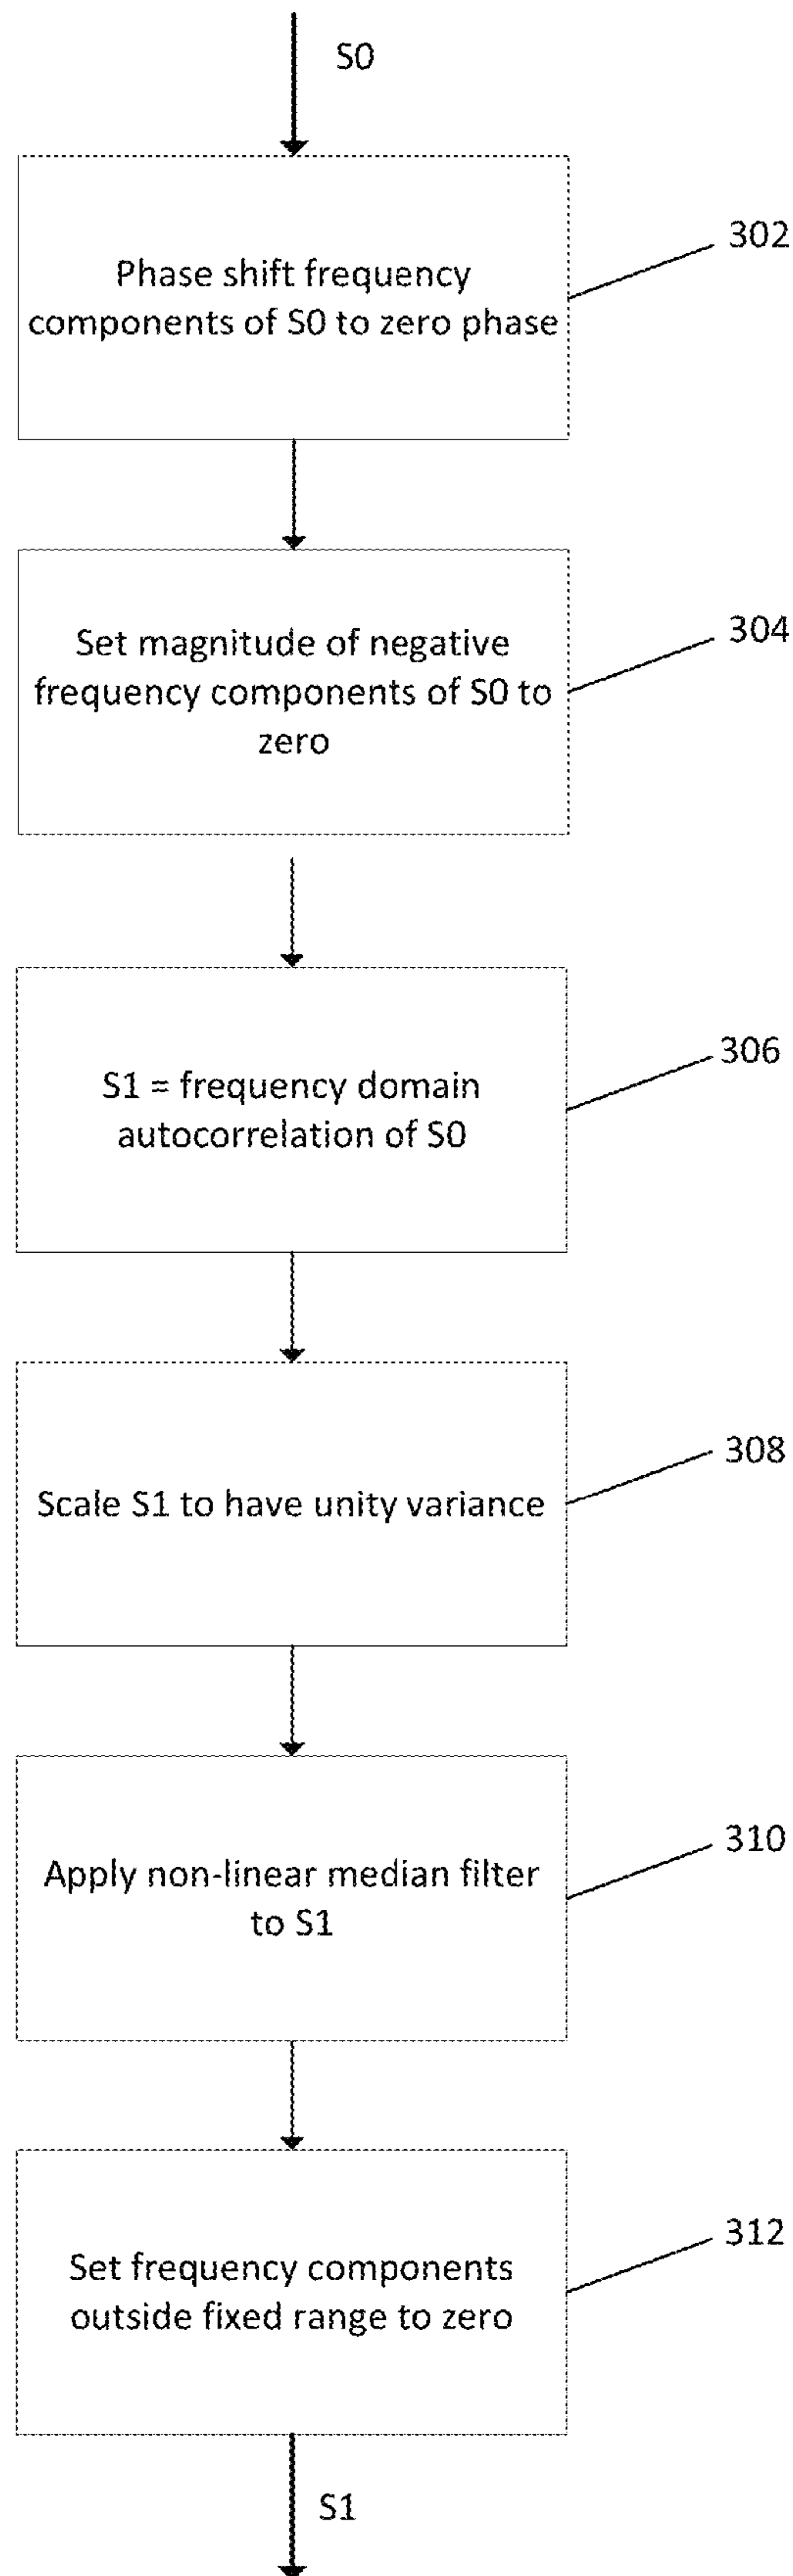 S0
302
Phase shift frequency
components of S0 to zero phase
304
Set magnitude of negative
frequency components of S0 to
zero
306
S1 = frequency domain
autocorrelation of S0
308
Scale S1 to have unity variance
310
Apply non-linear median filter
to S1
312
Set frequency components
outside fixed range to zero
S1